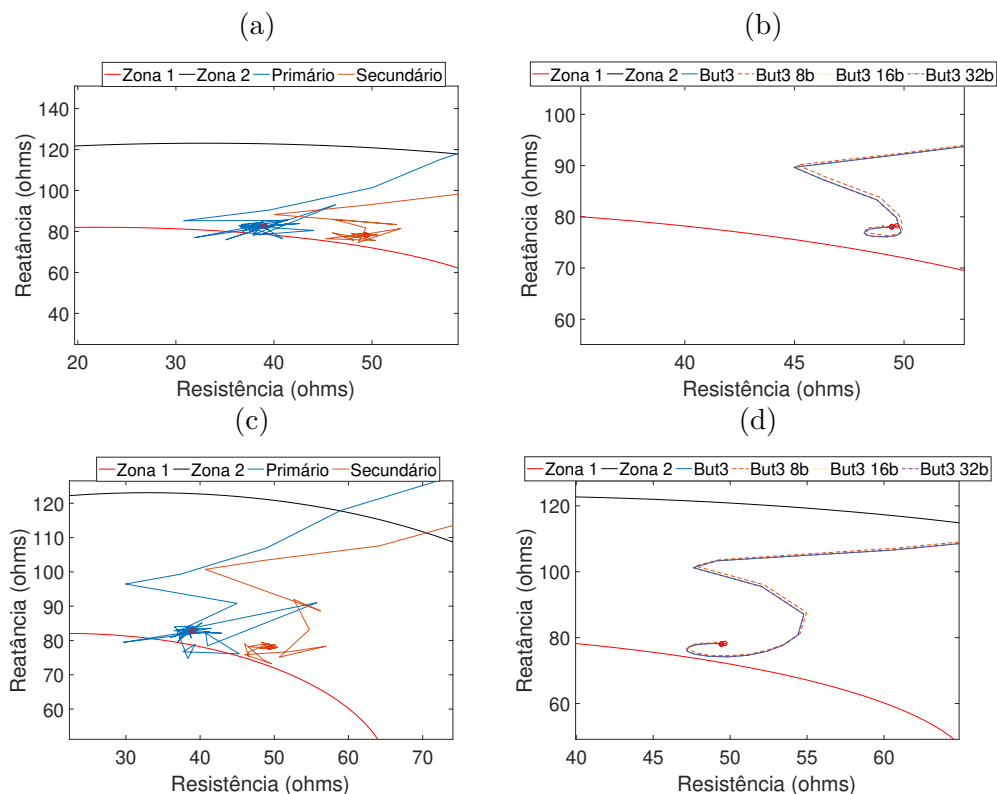 (a)
Zona 1 Zona 2 Primário Secundário
140
120
100
80
60
40
20 30 40 50
Reatância (ohms)
Resistência (ohms)
(b)
Zona 1 Zona 2 But3 But3 8b But3 16b But3 32b
100
90
80
70
60
40 45 50
Reatância (ohms)
Resistência (ohms)
(c)
Zona 1 Zona 2 Primário Secundário
120
110
100
90
80
70
60
30 40 50 60 70
Reatância (ohms)
Resistência (ohms)
(d)
Zona 1 Zona 2 But3 But3 8b But3 16b But3 32b
120
100
80
60
40 45 50 55 60
Reatância (ohms)
Resistência (ohms)